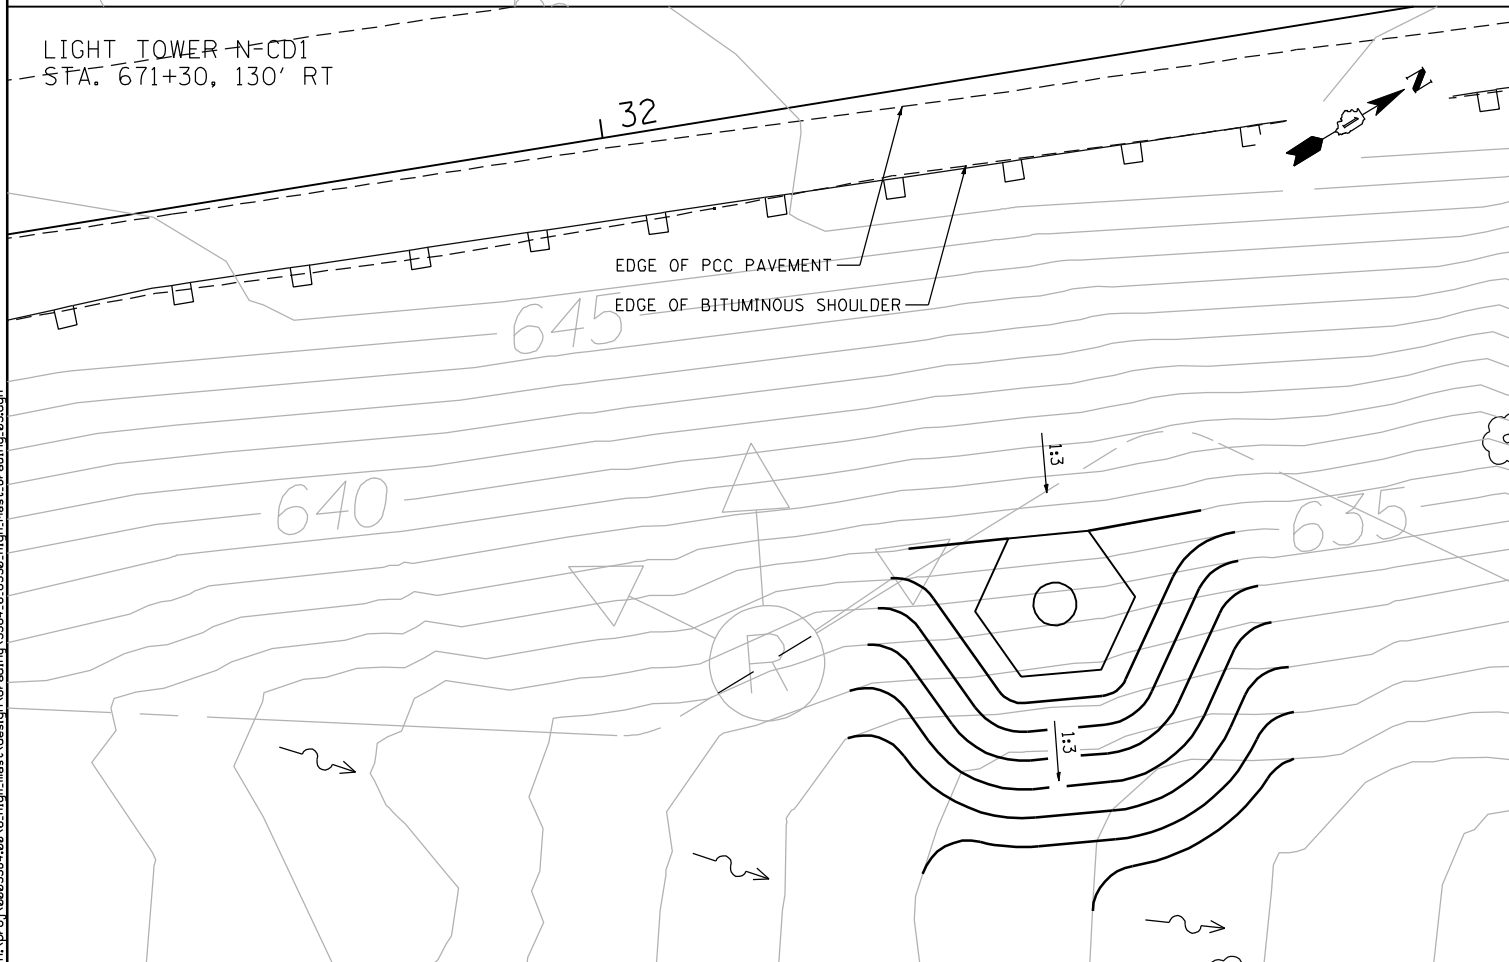 LIGHT TOWER N-CD1
STA. 671+30, 130' RT
32
N
EDGE OF PCC PAVEMENT
EDGE OF BITUMINOUS SHOULDER
645
1:3
640
635
R
1:3